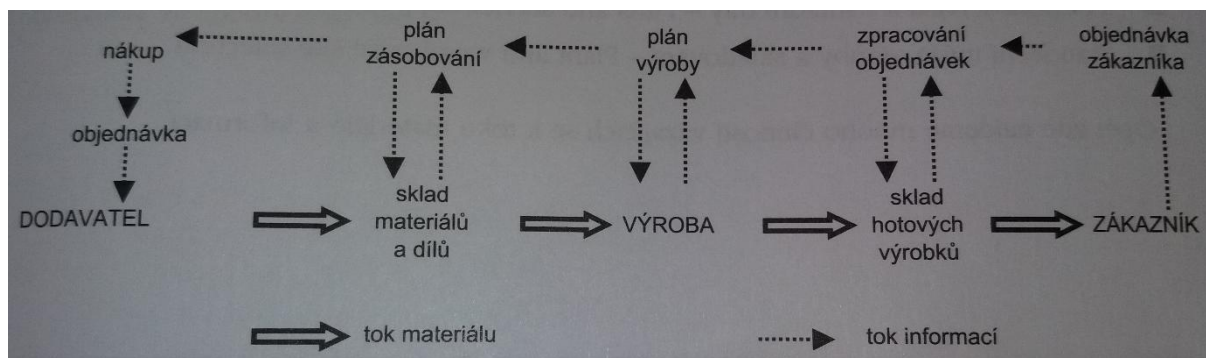 nákup
plán
zásobování
plán
výroby
zpracování
objednávek
objednávka
zákazníka
objednávka
DODAVATEL
sklad
materiálů
a dílů
VÝROBA
sklad
hotových
výrobků
ZÁKAZNÍK
tok materiálu
tok informací